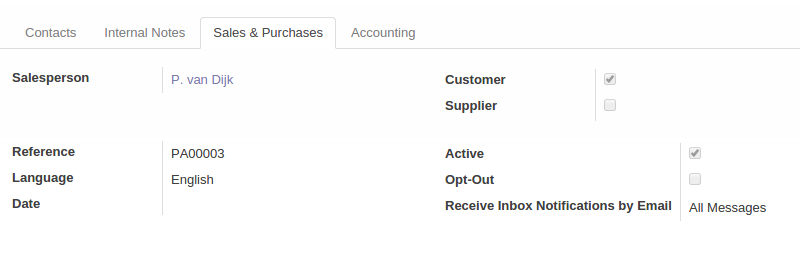 Contacts Internal Notes Sales & Purchases Accounting
Salesperson P. van Dijk Customer
Supplier
Reference PA00003 Active
Language English Opt-Out
Date Receive Inbox Notifications by Email All Messages